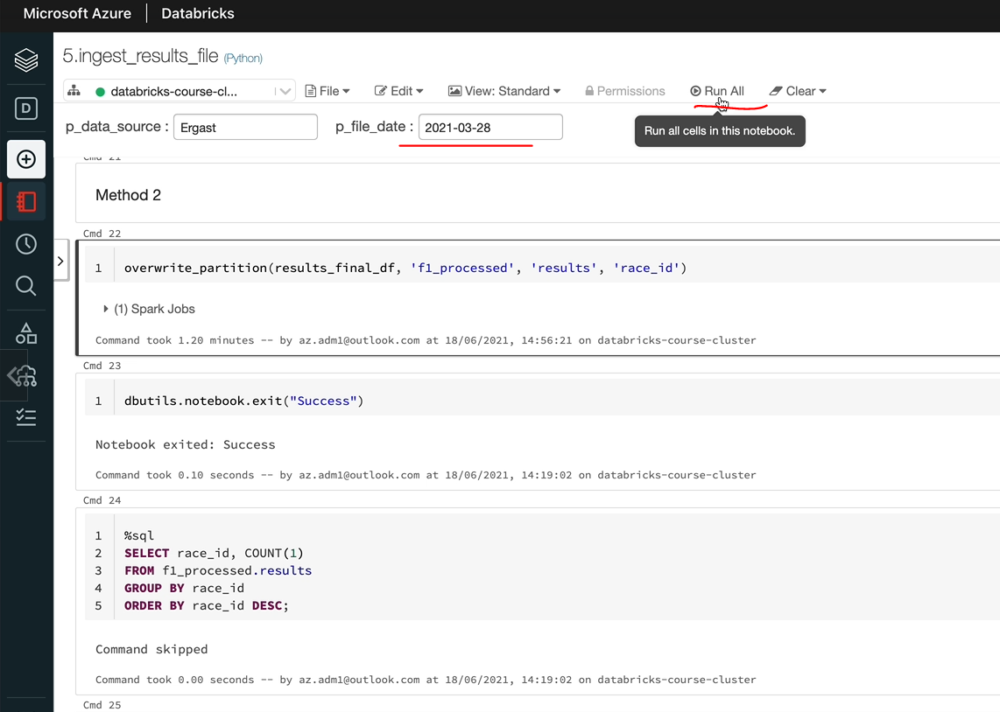 Microsoft Azure | Databricks
5.ingest_results_file (Python)
databricks-course-cl... File Edit View: Standard Permissions Run All Clear
p_data_source : Ergast p_file_date : 2021-03-28
Run all cells in this notebook.
Cmd 21
Method 2
Cmd 22
1 overwrite_partition(results_final_df, 'f1_processed', 'results', 'race_id')
(1) Spark Jobs
Command took 1.20 minutes -- by az.adm1@outlook.com at 18/06/2021, 14:56:21 on databricks-course-cluster
Cmd 23
1 dbutils.notebook.exit("Success")
Notebook exited: Success
Command took 0.10 seconds -- by az.adm1@outlook.com at 18/06/2021, 14:19:02 on databricks-course-cluster
Cmd 24
1 %sql
2 SELECT race_id, COUNT(1)
3 FROM f1_processed.results
4 GROUP BY race_id
5 ORDER BY race_id DESC;
Command skipped
Command took 0.00 seconds -- by az.adm1@outlook.com at 18/06/2021, 14:19:02 on databricks-course-cluster
Cmd 25